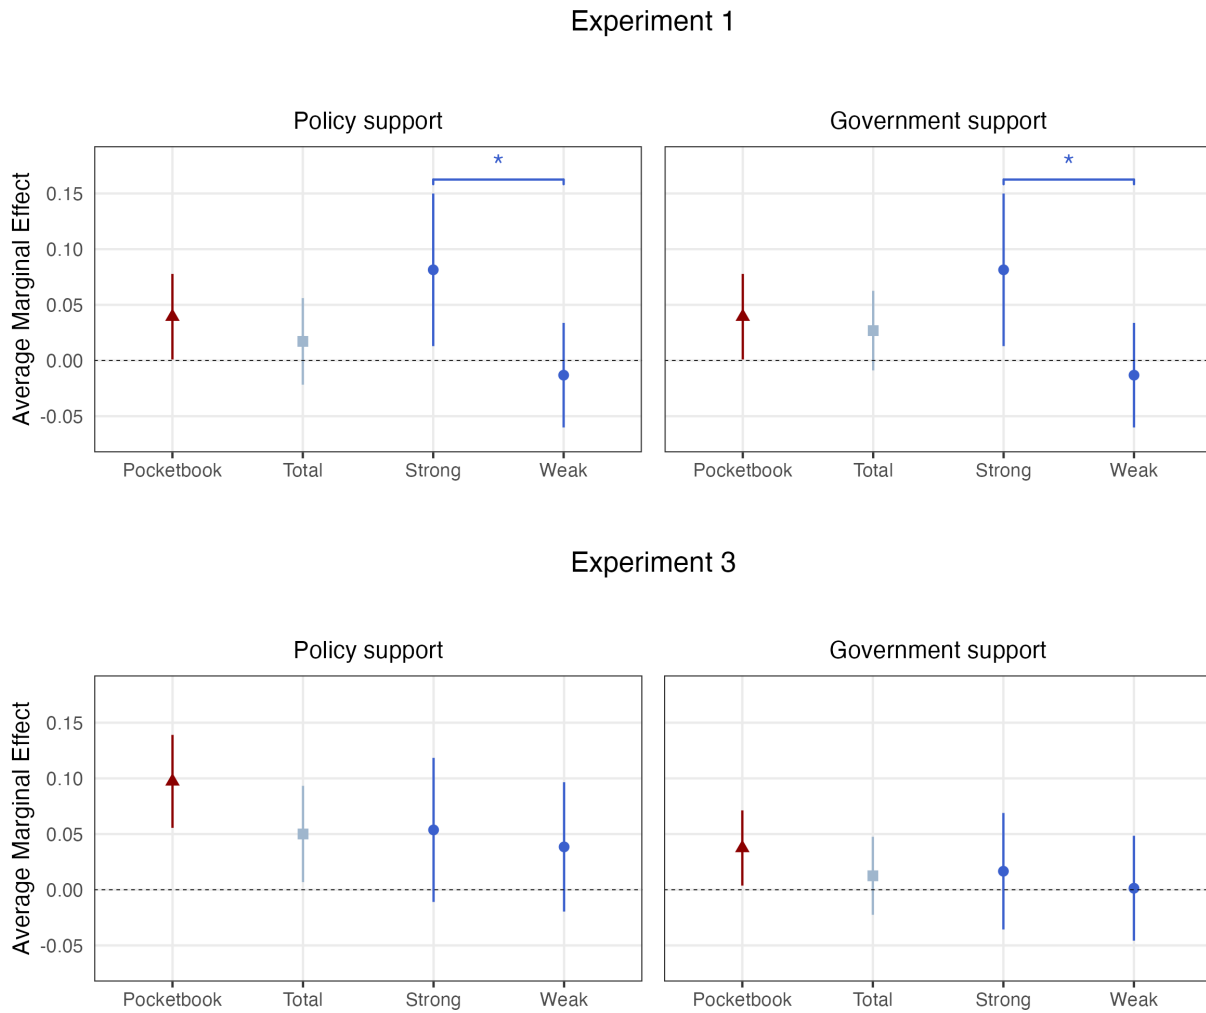 Experiment 1
Policy support
Government support
Average Marginal Effect
*
*
0.15
0.10
0.05
0.00
-0.05
Pocketbook Total Strong Weak
Pocketbook Total Strong Weak
Experiment 3
Policy support
Government support
Average Marginal Effect
0.15
0.10
0.05
0.00
-0.05
Pocketbook Total Strong Weak
Pocketbook Total Strong Weak